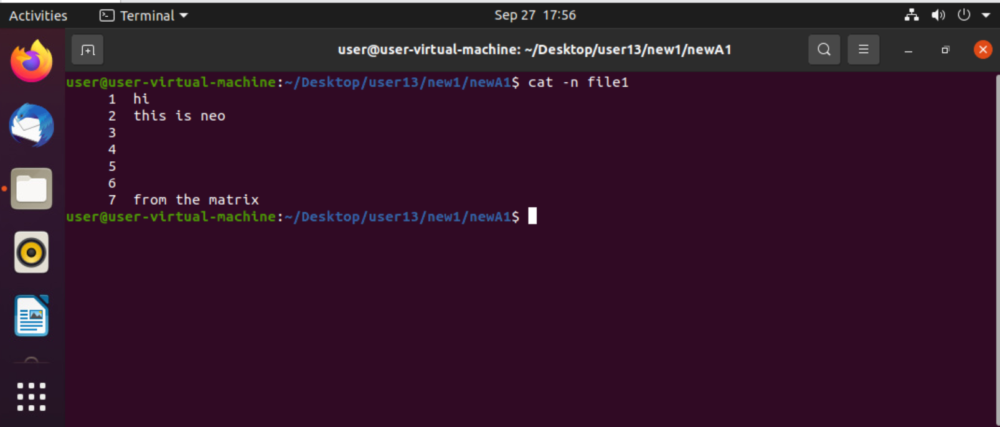 Activities Terminal Sep 27 17:56
user@user-virtual-machine: ~/Desktop/user13/new1/newA1
user@user-virtual-machine:~/Desktop/user13/new1/newA1$ cat -n file1
1 hi
2 this is neo
3
4
5
6
7 from the matrix
user@user-virtual-machine:~/Desktop/user13/new1/newA1$